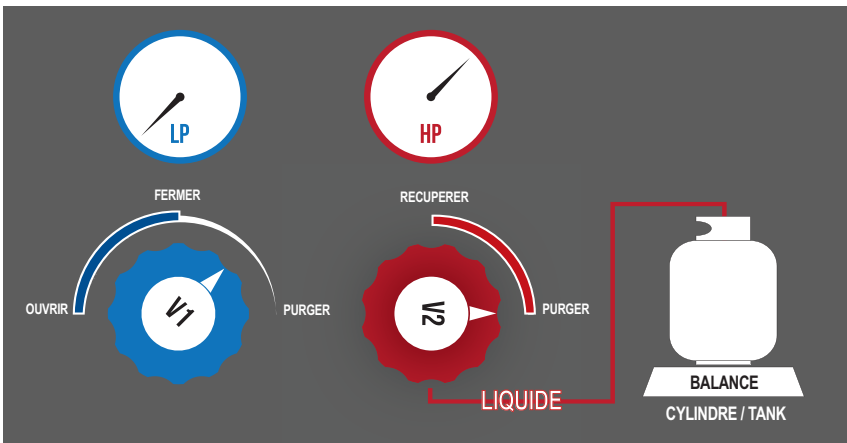 LP
HP
FERMER
RECUPERER
OUVRIR
V1
PURGER
V2
PURGER
LIQUIDE
BALANCE
CYLINDRE / TANK